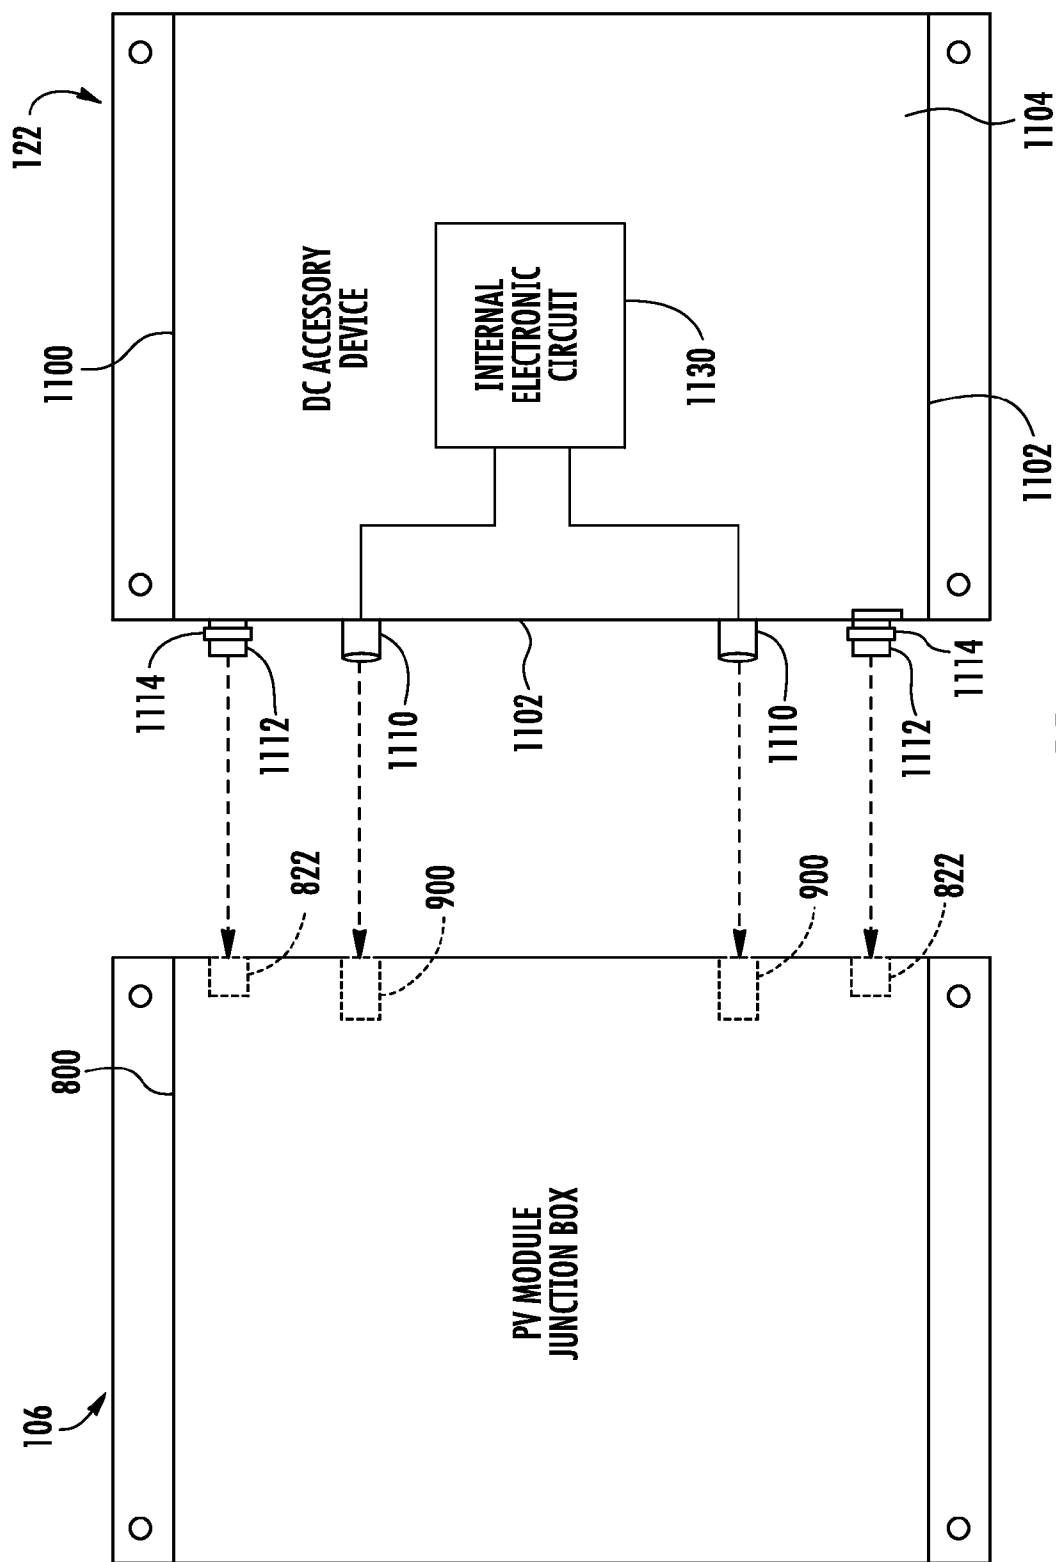 106
122
800
1100
1114
1112
822
DC ACCESSORY
DEVICE
1110
900
INTERNAL
ELECTRONIC
CIRCUIT
PV MODULE
JUNCTION BOX
1102
1130
1110
900
1112
822
1114
1102
1104